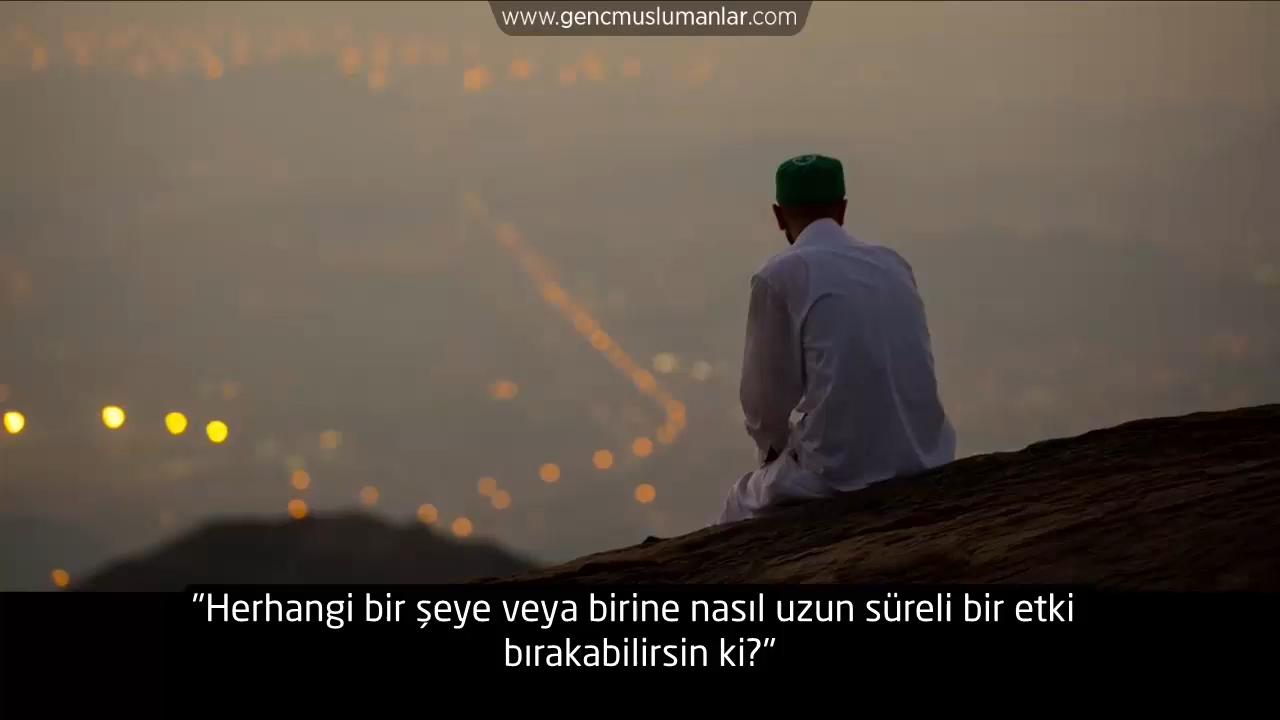 www.gencmuslumanlar.com
"Herhangi bir şeye veya birine nasıl uzun süreli bir etki
bırakabilirsin ki?"